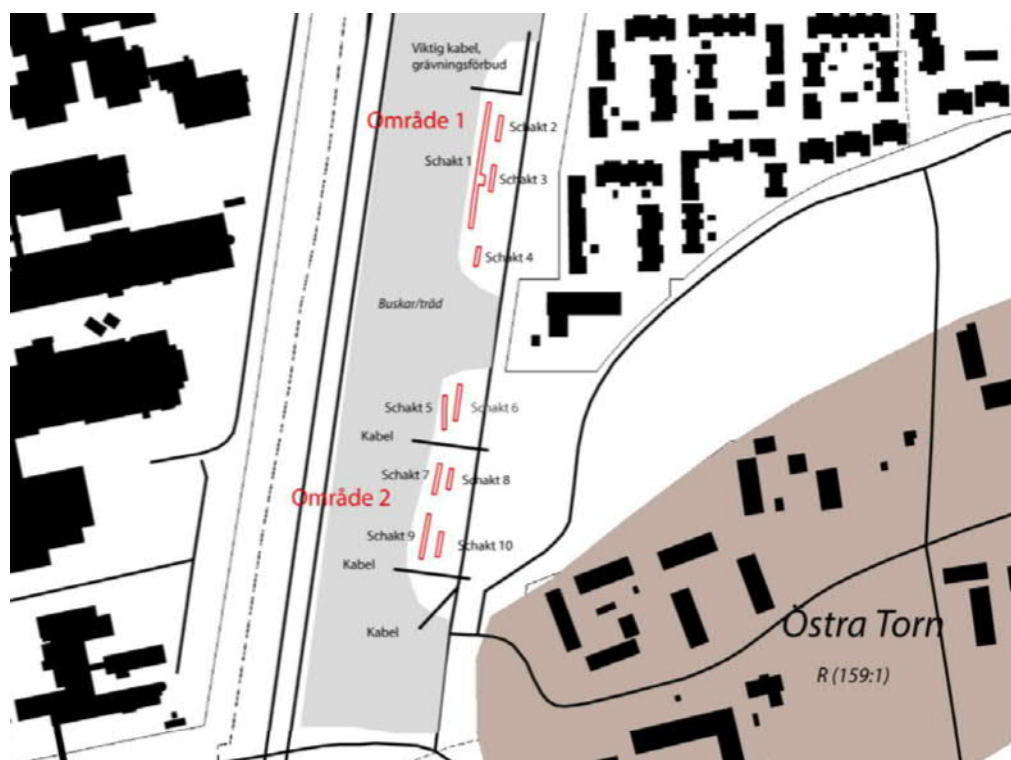 Viktig kabel,
grävningsförbud
Område 1
Schakt 2
Schakt 1
Schakt 3
Schakt 4
Buskar/träd
Schakt 5
Schakt 6
Kabel
Schakt 7
Schakt 8
Område 2
Schakt 9
Schakt 10
Kabel
Kabel
Östra Torn
R (159:1)